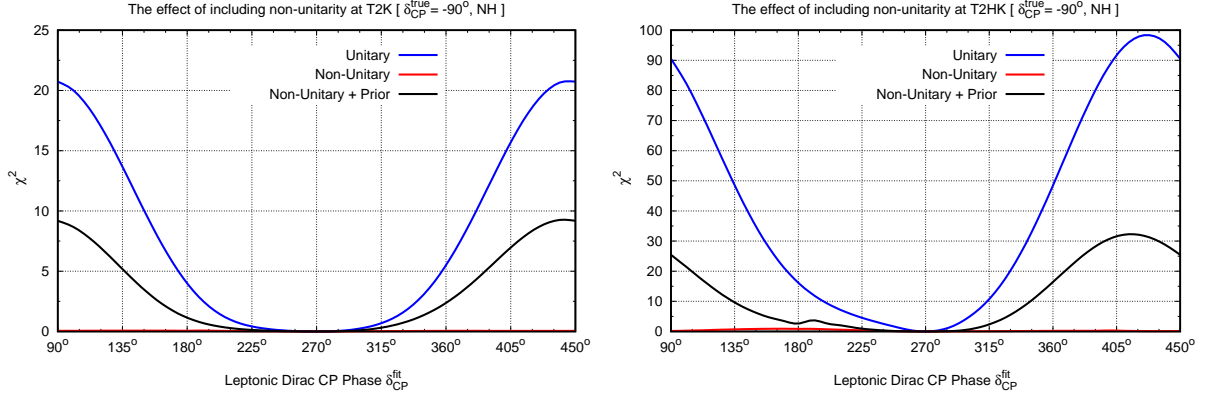 The effect of including non-unitarity at T2K [ δ_CP^true = -90°, NH ]
25
20
15
10
5
0
χ²
Unitary
Non-Unitary
Non-Unitary + Prior
90° 135° 180° 225° 270° 315° 360° 405° 450°
Leptonic Dirac CP Phase δ_CP^fit
The effect of including non-unitarity at T2HK [ δ_CP^true = -90°, NH ]
100
90
80
70
60
50
40
30
20
10
0
χ²
Unitary
Non-Unitary
Non-Unitary + Prior
90° 135° 180° 225° 270° 315° 360° 405° 450°
Leptonic Dirac CP Phase δ_CP^fit